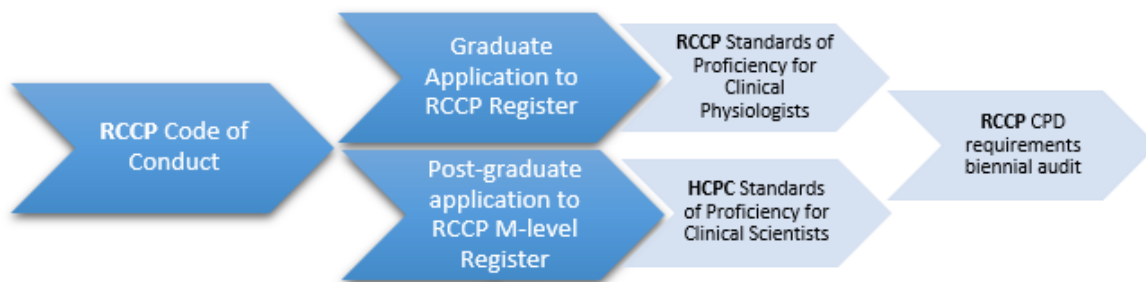 RCCP Code of
Conduct
Graduate
Application to
RCCP Register
Post-graduate
application to
RCCP M-level
Register
RCCP Standards of
Proficiency for
Clinical
Physiologists
HCPC Standards
of Proficiency for
Clinical Scientists
RCCP CPD
requirements
biennial audit